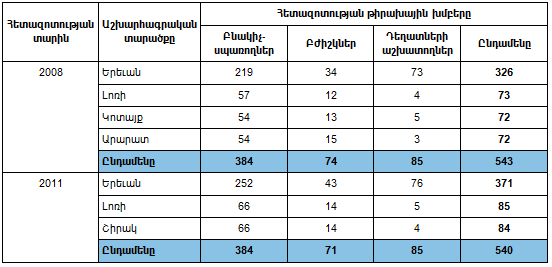 Հետազոտության տարին Աշխարհագրական տարածքը Հետազոտության թիրախային խմբերը
Բնակիչ-սպառողներ Բժիշկներ Դեղատների աշխատողներ Ընդամենը
2008 Երեւան 219 34 73 326
Լոռի 57 12 4 73
Կոտայք 54 13 5 72
Արարատ 54 15 3 72
Ընդամենը 384 74 85 543
2011 Երեւան 252 43 76 371
Լոռի 66 14 5 85
Շիրակ 66 14 4 84
Ընդամենը 384 71 85 540